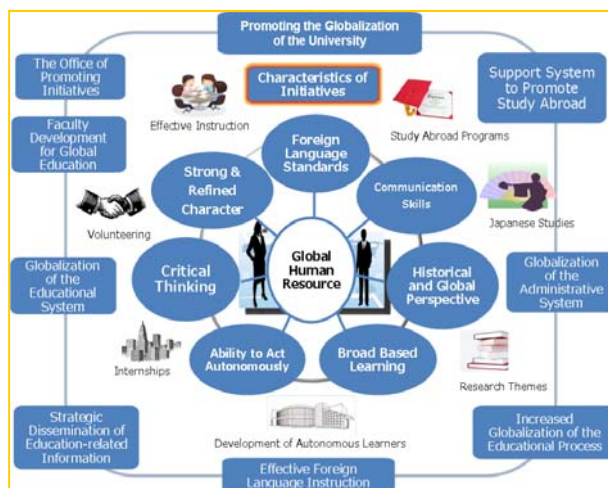 Promoting the Globalization
of the University
The Office of
Promoting
Initiatives
Characteristics of
Initiatives
Support System
to Promote
Study Abroad
Effective Instruction
Study Abroad Programs
Faculty
Development
for Global
Education
Foreign
Language
Standards
Strong &
Refined
Character
Communication
Skills
Volunteering
Japanese Studies
Global
Human
Resource
Globalization
of the
Educational
System
Critical
Thinking
Historical
and Global
Perspective
Globalization
of the
Administrative
System
Ability to Act
Autonomously
Broad Based
Learning
Internships
Research Themes
Strategic
Dissemination of
Education-related
Information
Development of Autonomous Learners
Increased
Globalization of the
Educational Process
Effective Foreign
Language Instruction